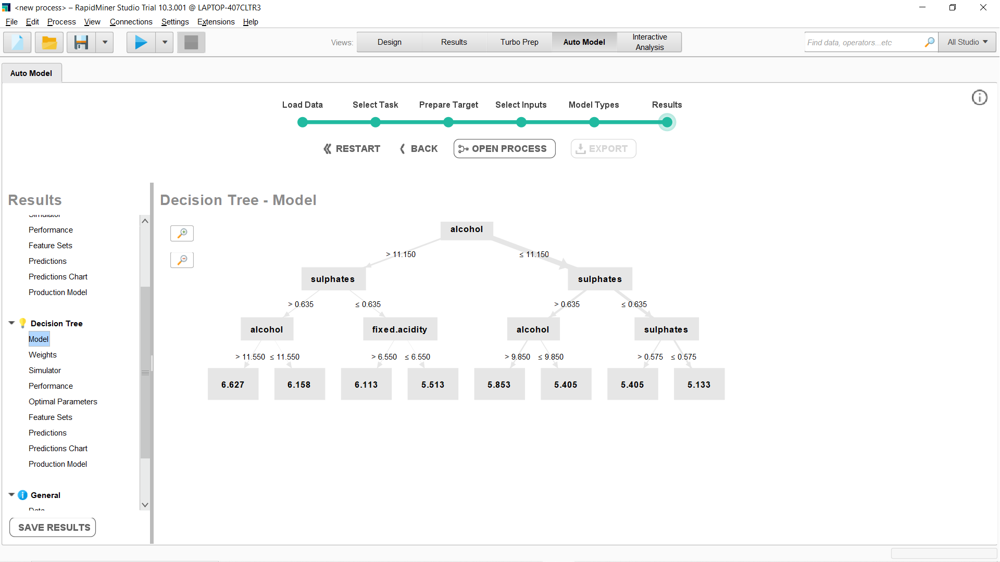 <new process> – RapidMiner Studio Trial 10.3.001 @ LAPTOP-407CLTR3
File Edit Process View Connections Settings Extensions Help
Views: Design Results Turbo Prep Auto Model Interactive Analysis
Find data, operators...etc
All Studio
Auto Model
Load Data Select Task Prepare Target Select Inputs Model Types Results
RESTART BACK OPEN PROCESS EXPORT
Results
Simulator
Performance
Feature Sets
Predictions
Predictions Chart
Production Model
Decision Tree
Model
Weights
Simulator
Performance
Optimal Parameters
Feature Sets
Predictions
Predictions Chart
Production Model
General
Data
SAVE RESULTS
Decision Tree - Model
alcohol
> 11.150 ≤ 11.150
sulphates sulphates
> 0.635 ≤ 0.635 > 0.635 ≤ 0.635
alcohol fixed.acidity alcohol sulphates
> 11.550 ≤ 11.550 > 6.550 ≤ 6.550 > 9.850 ≤ 9.850 > 0.575 ≤ 0.575
6.627 6.158 6.113 5.513 5.853 5.405 5.405 5.133